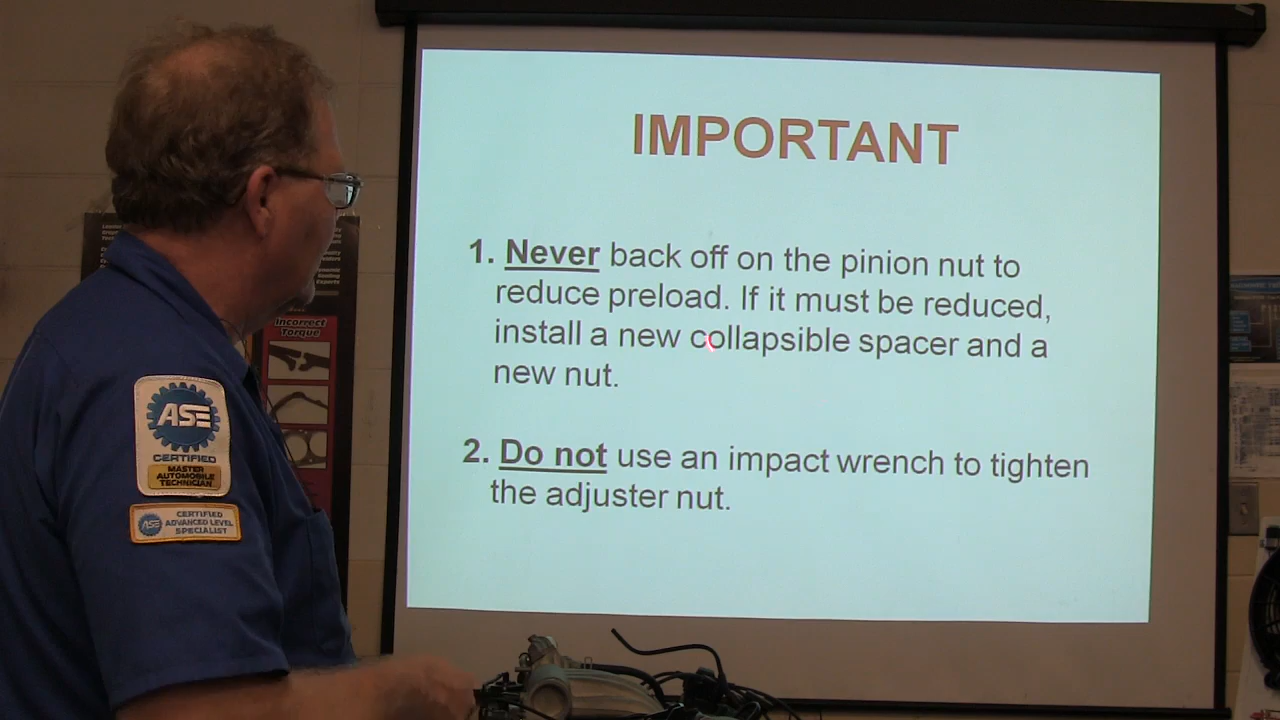 IMPORTANT
1. Never back off on the pinion nut to
reduce preload. If it must be reduced,
install a new collapsible spacer and a
new nut.
2. Do not use an impact wrench to tighten
the adjuster nut.
Incorrect
Torque
ASE
CERTIFIED
MASTER
AUTOMOBILE
TECHNICIAN
ASE
CERTIFIED
ADVANCED LEVEL
SPECIALIST